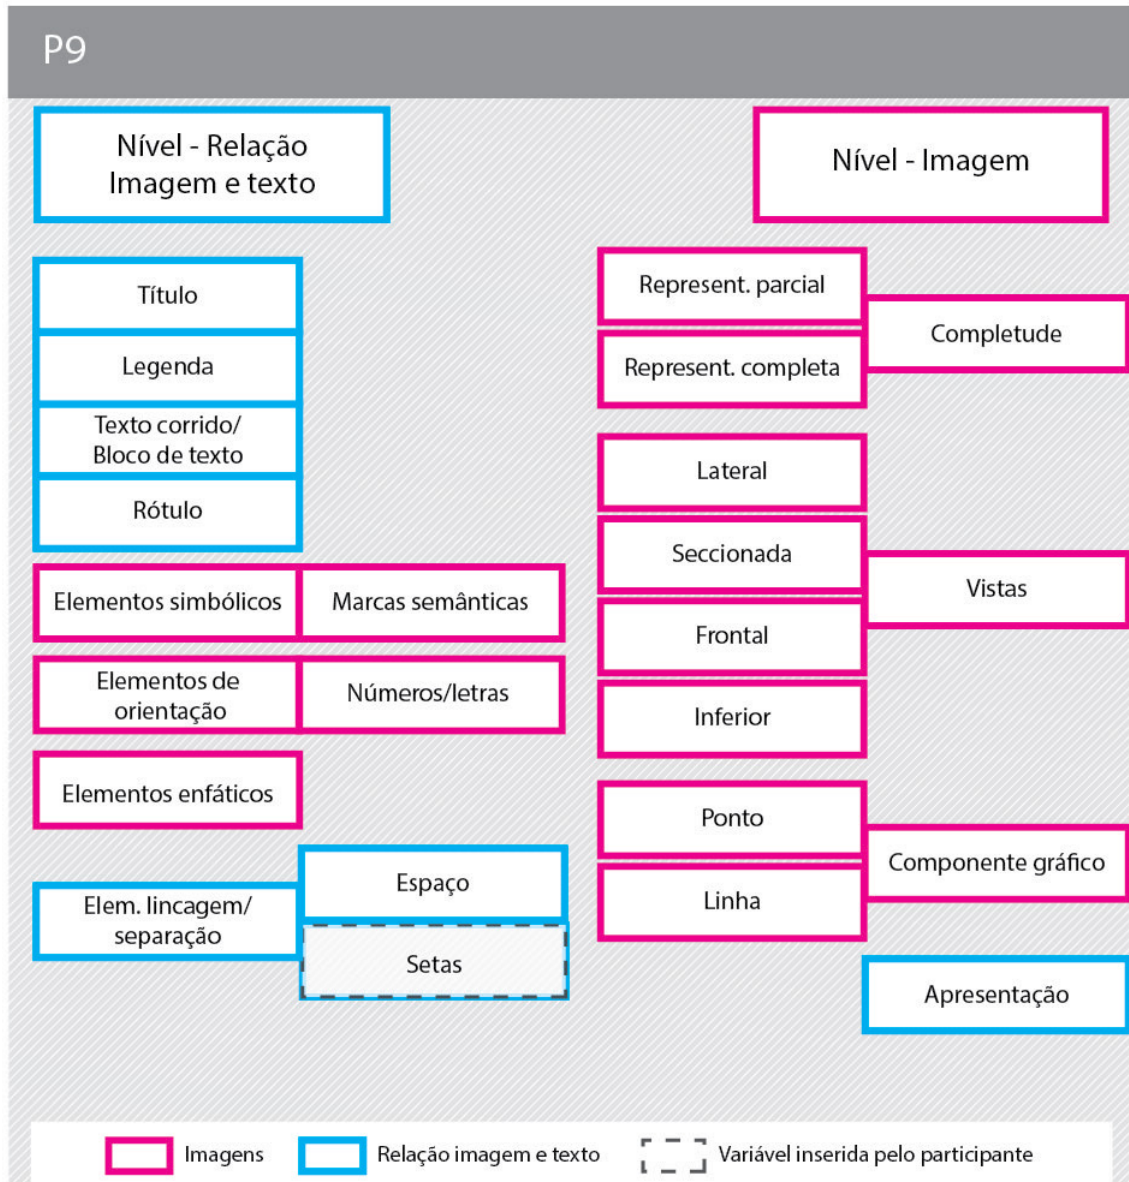 P9
Nível - Relação
Imagem e texto
Nível - Imagem
Título
Legenda
Texto corrido/
Bloco de texto
Rótulo
Elementos simbólicos
Marcas semânticas
Elementos de
orientação
Números/letras
Elementos enfáticos
Elem. lincagem/
separação
Espaço
Setas
Represent. parcial
Represent. completa
Completude
Lateral
Seccionada
Frontal
Inferior
Vistas
Ponto
Linha
Componente gráfico
Apresentação
Imagens
Relação imagem e texto
Variável inserida pelo participante